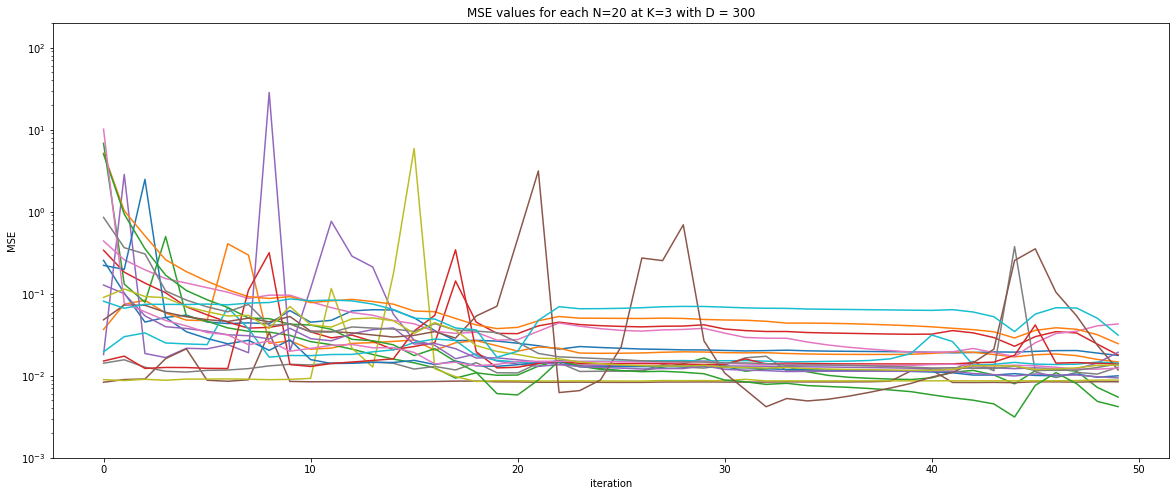 MSE values for each N=20 at K=3 with D = 300
10²
10¹
10⁰
10⁻¹
10⁻²
10⁻³
MSE
0 10 20 30 40 50
iteration